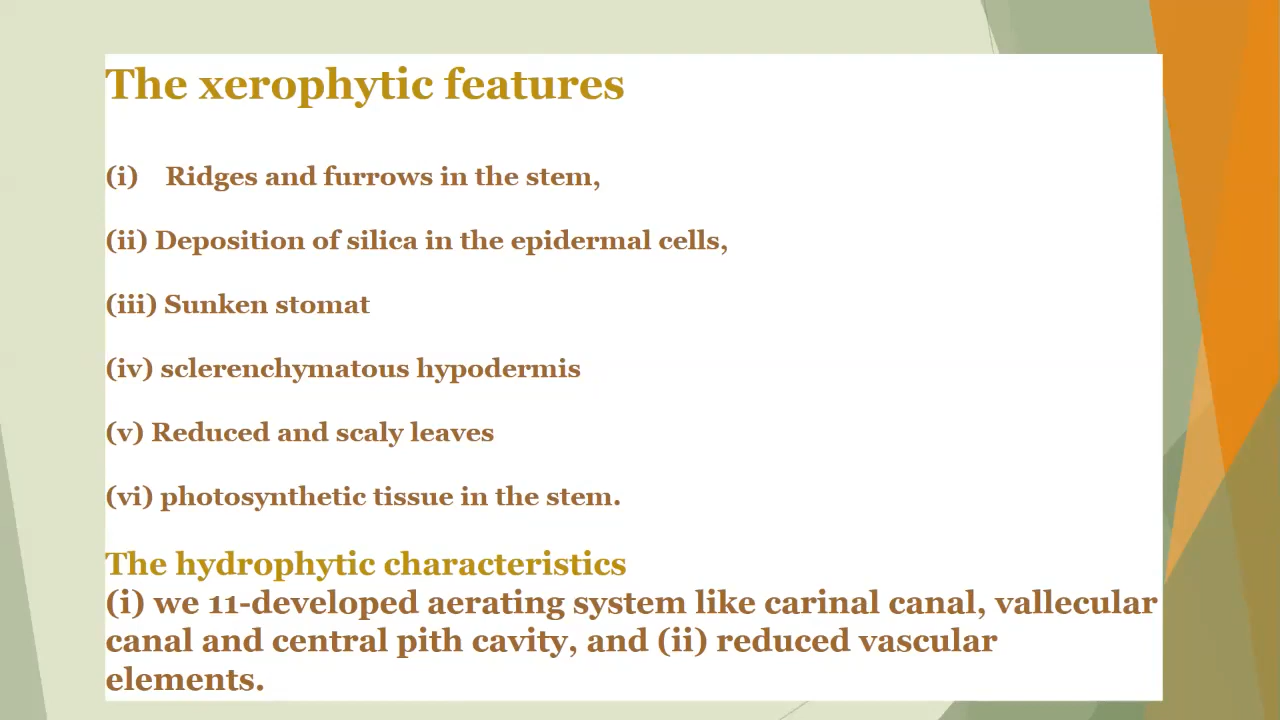 The xerophytic features
(i) Ridges and furrows in the stem,
(ii) Deposition of silica in the epidermal cells,
(iii) Sunken stomat
(iv) sclerenchymatous hypodermis
(v) Reduced and scaly leaves
(vi) photosynthetic tissue in the stem.
The hydrophytic characteristics
(i) we 11-developed aerating system like carinal canal, vallecular
canal and central pith cavity, and (ii) reduced vascular
elements.